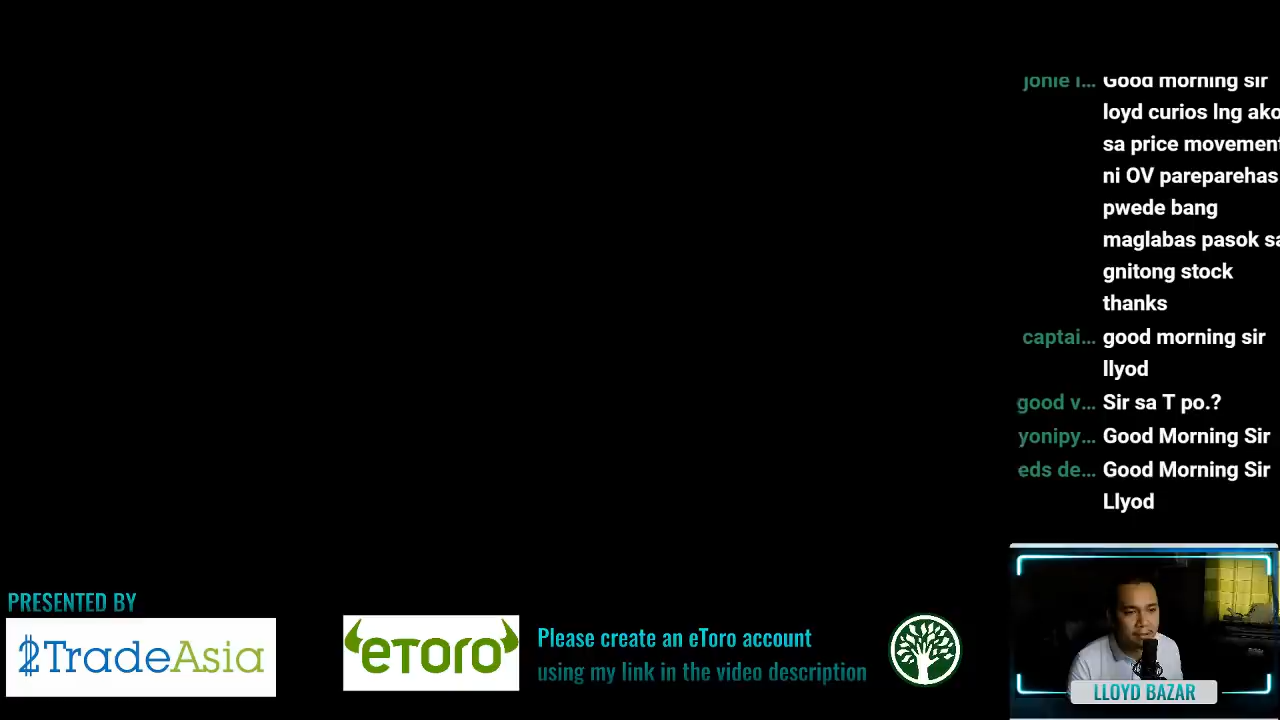 jonie l… Good morning sir
loyd curios lng ako
sa price movement
ni OV pareparehas
pwede bang
maglabas pasok sa
gnitong stock
thanks
captai… good morning sir
llyod
good v… Sir sa T po.?
yonipy… Good Morning Sir
eds de… Good Morning Sir
Llyod
PRESENTED BY
2TradeAsia
eToro
Please create an eToro account
using my link in the video description
LLOYD BAZAR